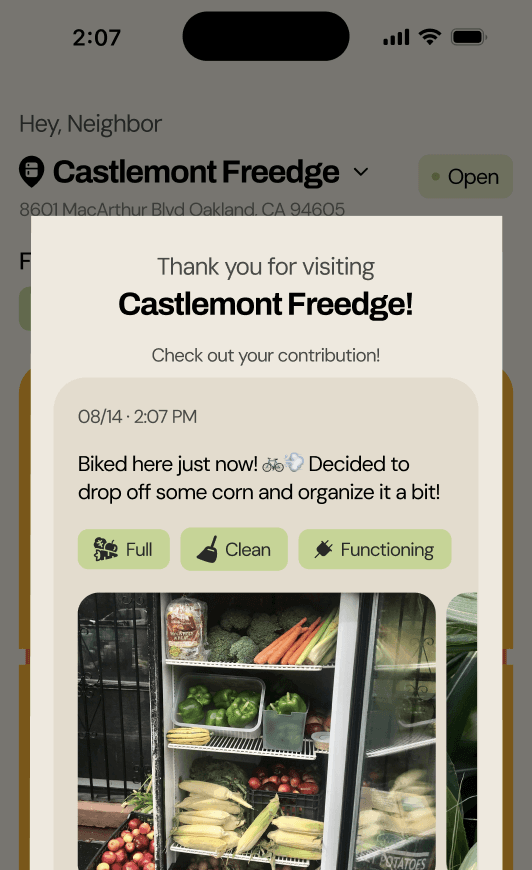 2:07
Hey, Neighbor
Castlemont Freedge
Open
8601 MacArthur Blvd Oakland, CA 94605
F
Thank you for visiting
Castlemont Freedge!
Check out your contribution!
08/14 · 2:07 PM
Biked here just now! 🚲💨 Decided to
drop off some corn and organize it a bit!
Full
Clean
Functioning
POTATOES